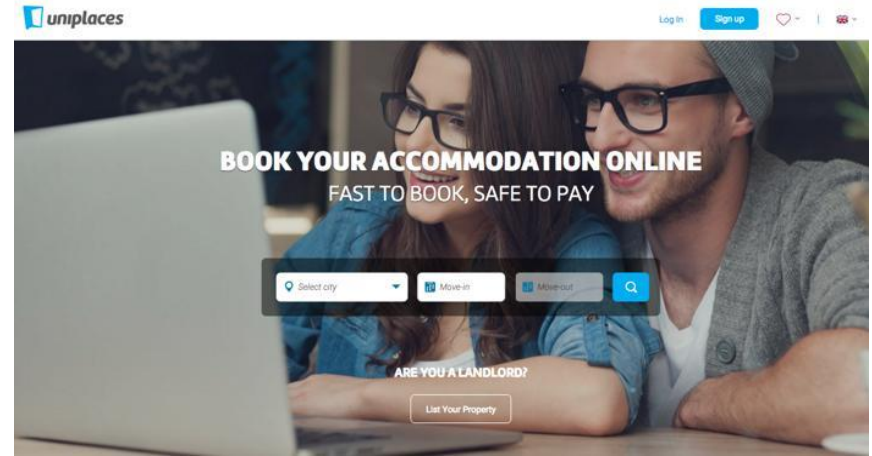 uniplaces
Log In
Sign up
BOOK YOUR ACCOMMODATION ONLINE
FAST TO BOOK, SAFE TO PAY
Select city
Move-in
Move-out
ARE YOU A LANDLORD?
List Your Property